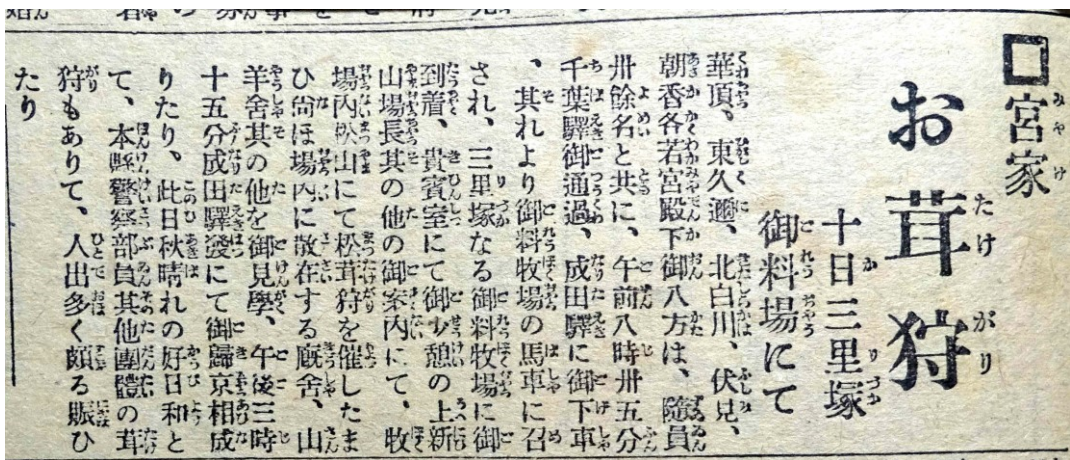 □宮家
お茸狩
十日三里塚
御料場にて
華頂、東久邇、北白川、伏見、
朝香各若宮殿下御八方は、隨員
卅餘名と共に、午前八時卅五分
千葉驛御通過、成田驛に御下車
、其れより御料牧場の馬車に召
され、三里塚なる御料牧場に御
到着、貴賓室にて御少憩の上新
山場長其の他の御案内にて、牧
場内松山にて松茸狩を催したま
ひ尚ほ場內に散在する廐舍、山
羊舍其の他を御見學、午後三時
十五分成田驛發にて御歸京相成
りたり、此日秋晴れの好日和と
て、本縣警察部員其他團體の茸
狩もありて、人出多く頗る賑ひ
たり